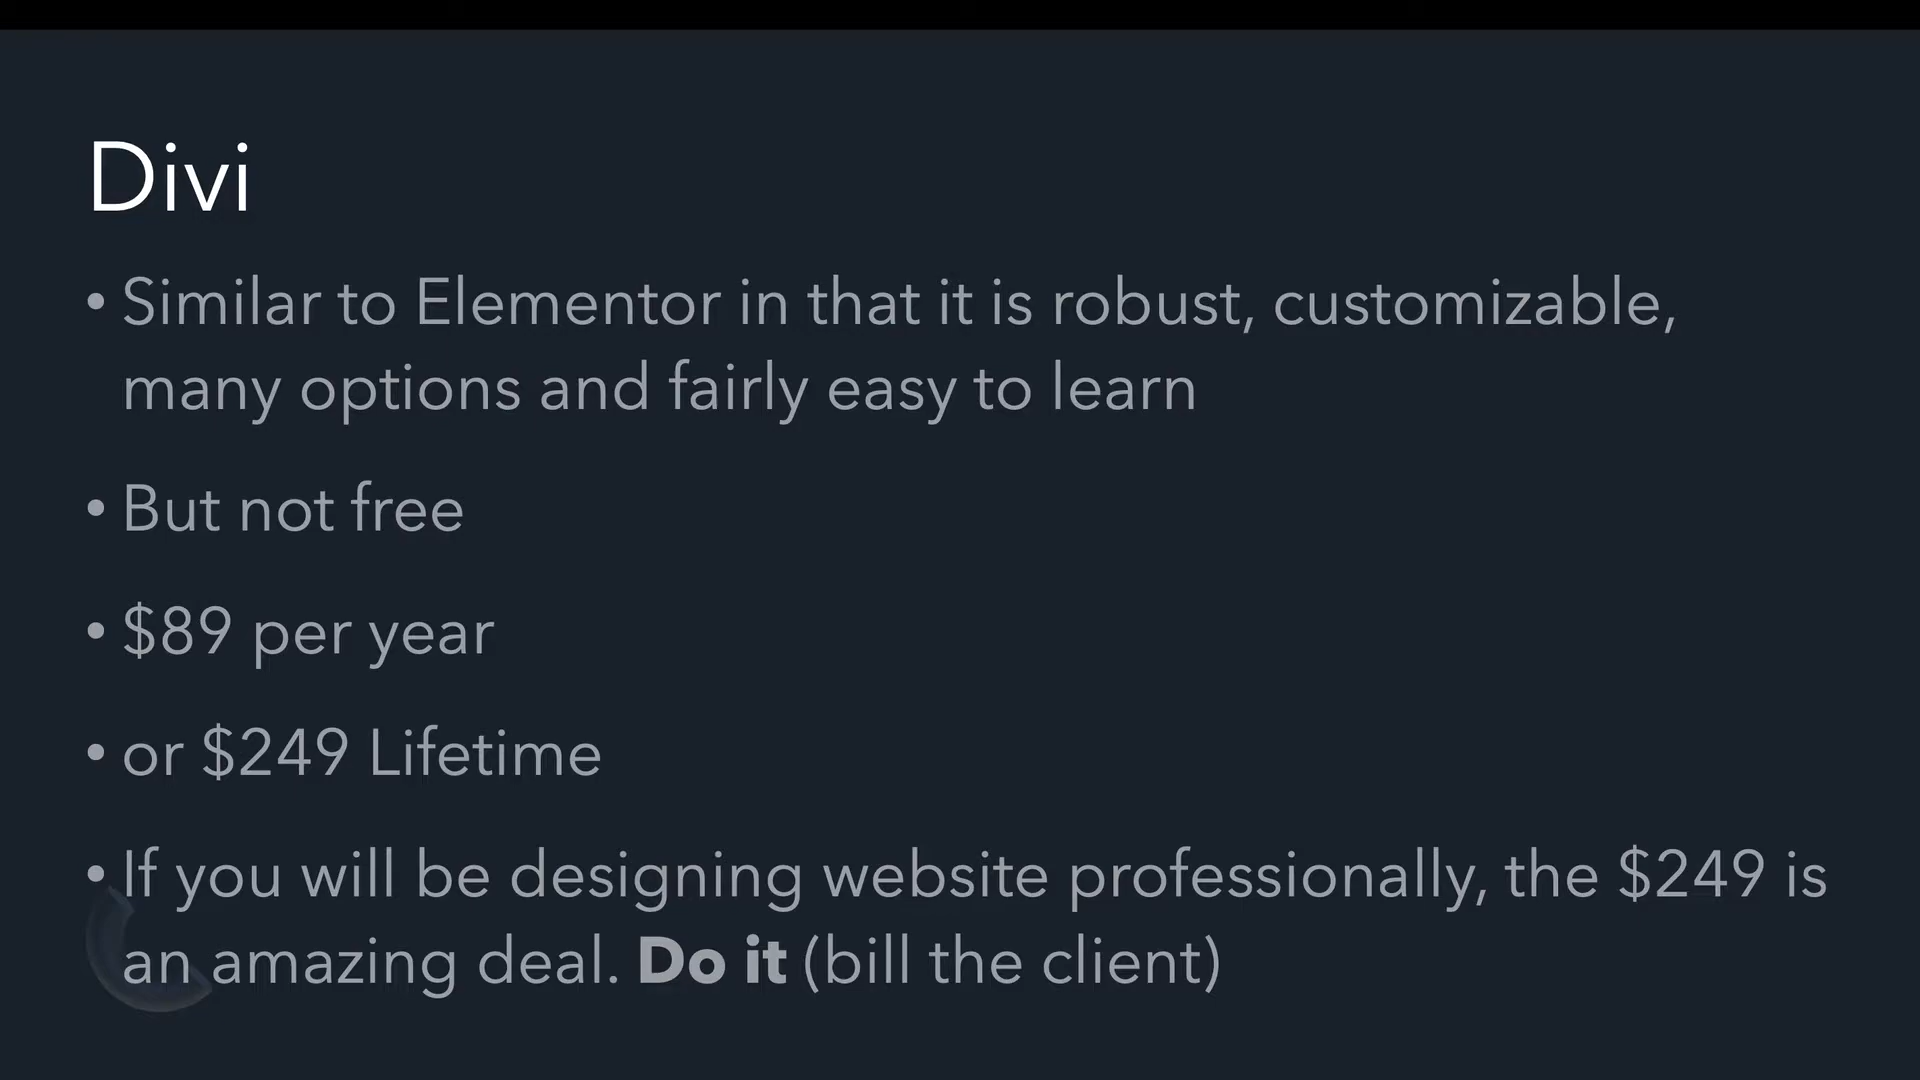 Divi
• Similar to Elementor in that it is robust, customizable,
many options and fairly easy to learn
• But not free
• $89 per year
• or $249 Lifetime
• If you will be designing website professionally, the $249 is
an amazing deal. Do it (bill the client)